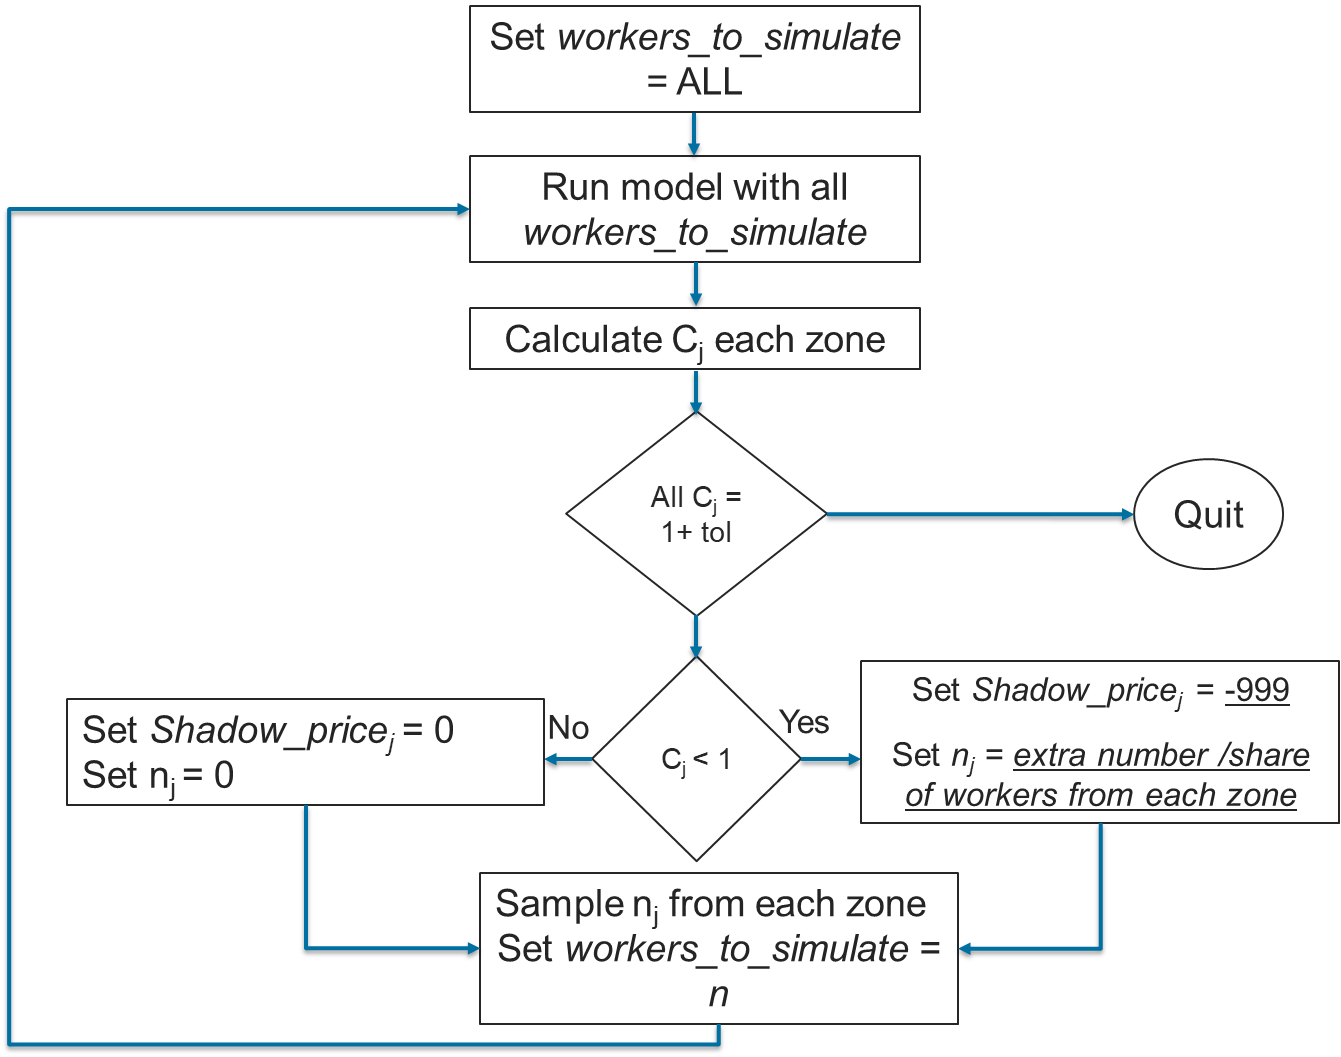 Set workers_to_simulate
= ALL
Run model with all
workers_to_simulate
Calculate Cj each zone
All Cj =
1+ tol
Quit
Set Shadow_pricej = -999
Set nj = extra number /share
of workers from each zone
Yes
No
Cj < 1
Set Shadow_pricej = 0
Set nj = 0
Sample nj from each zone
Set workers_to_simulate =
n